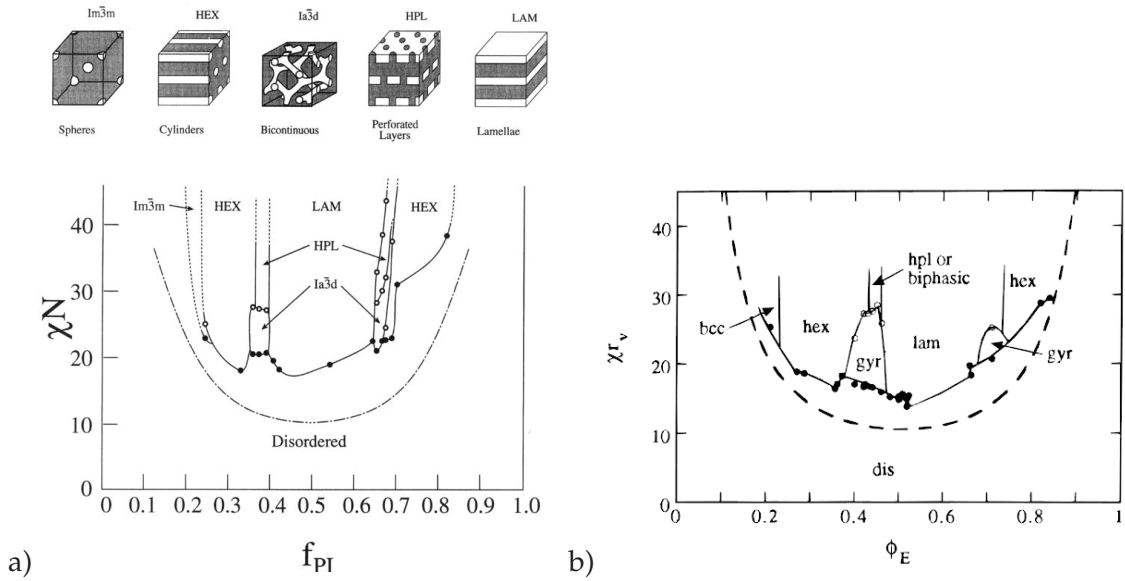 Im3̄m HEX Ia3̄d HPL LAM
Spheres Cylinders Bicontinuous Perforated Layers Lamellae
Im3̄m
HEX
LAM
HEX
HPL
Ia3̄d
Disordered
χN
40
30
20
10
0
0 0.1 0.2 0.3 0.4 0.5 0.6 0.7 0.8 0.9 1.0
f_PI
a)
hpl or
biphasic
hex
bcc
hex
lam
gyr
gyr
dis
χr_v
40
30
20
10
0
0 0.2 0.4 0.6 0.8 1
ϕ_E
b)